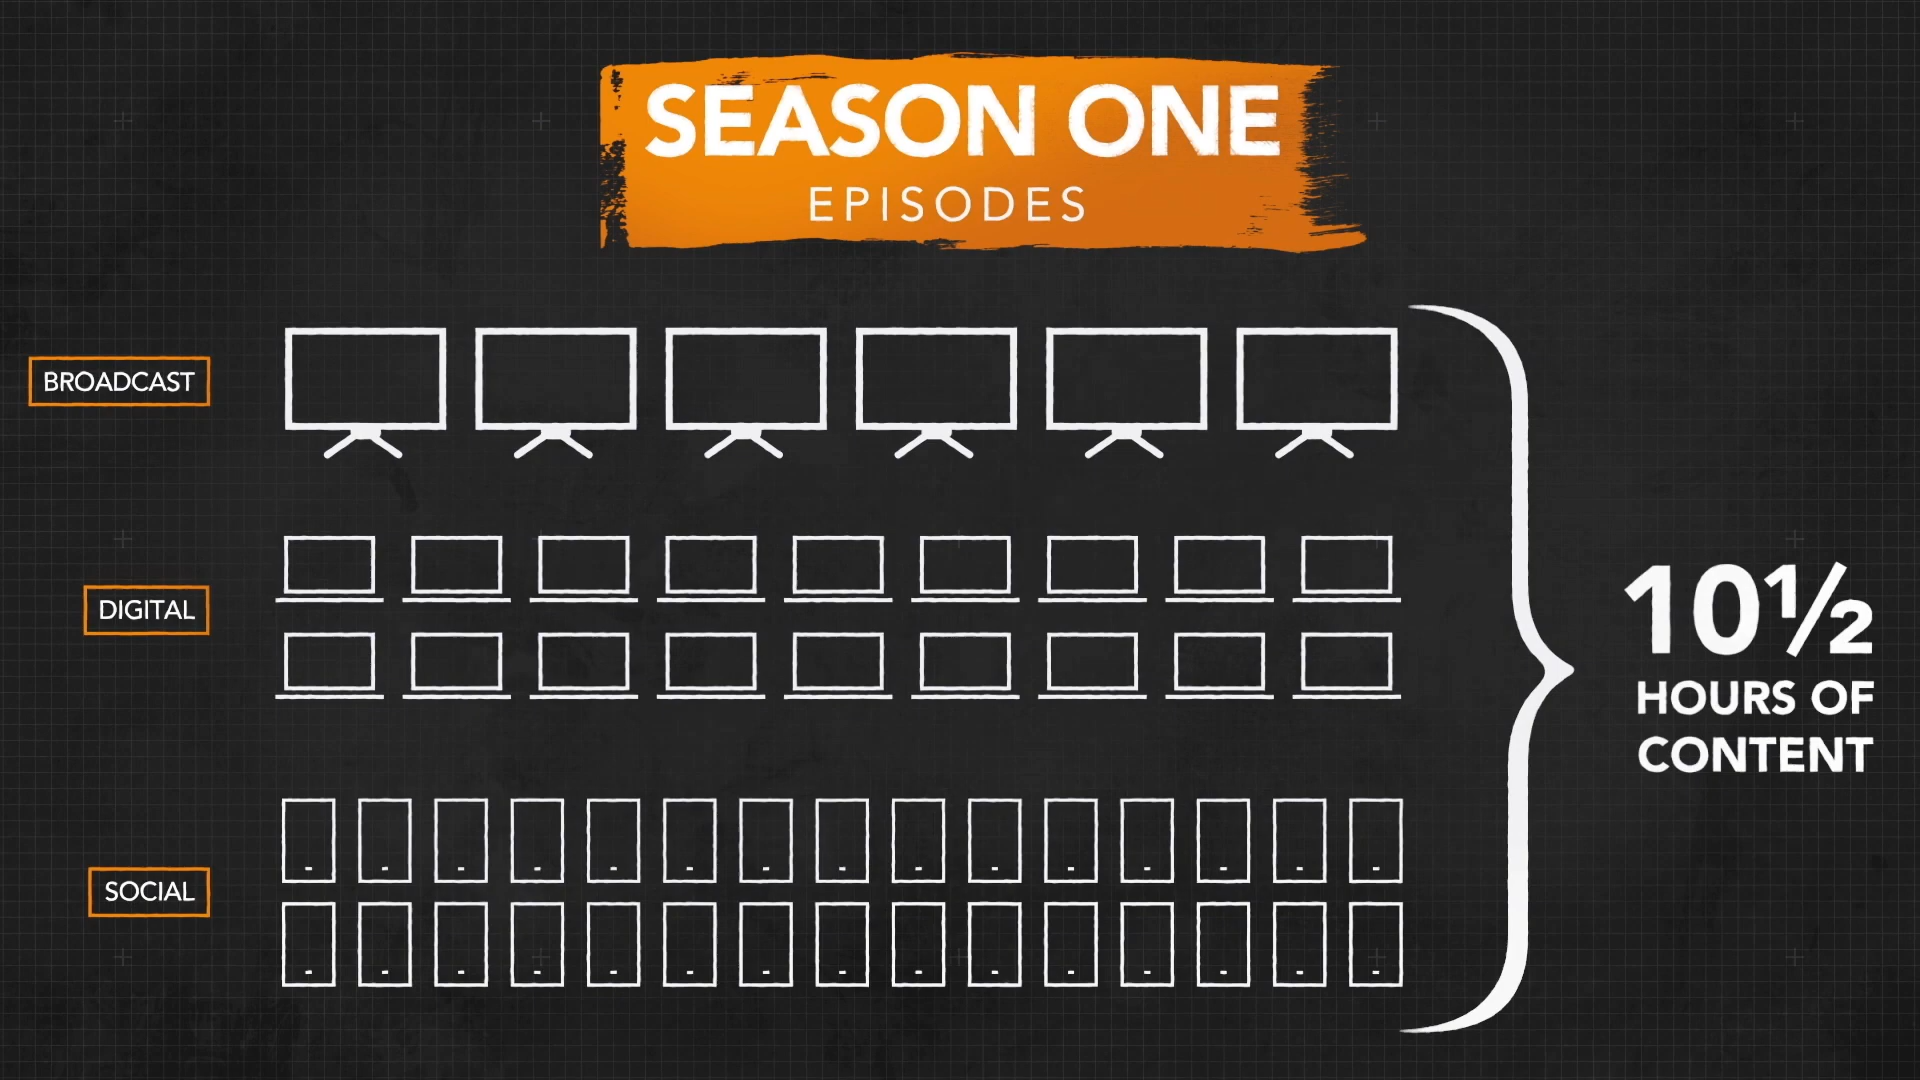 SEASON ONE
EPISODES
BROADCAST
DIGITAL
SOCIAL
10½
HOURS OF
CONTENT